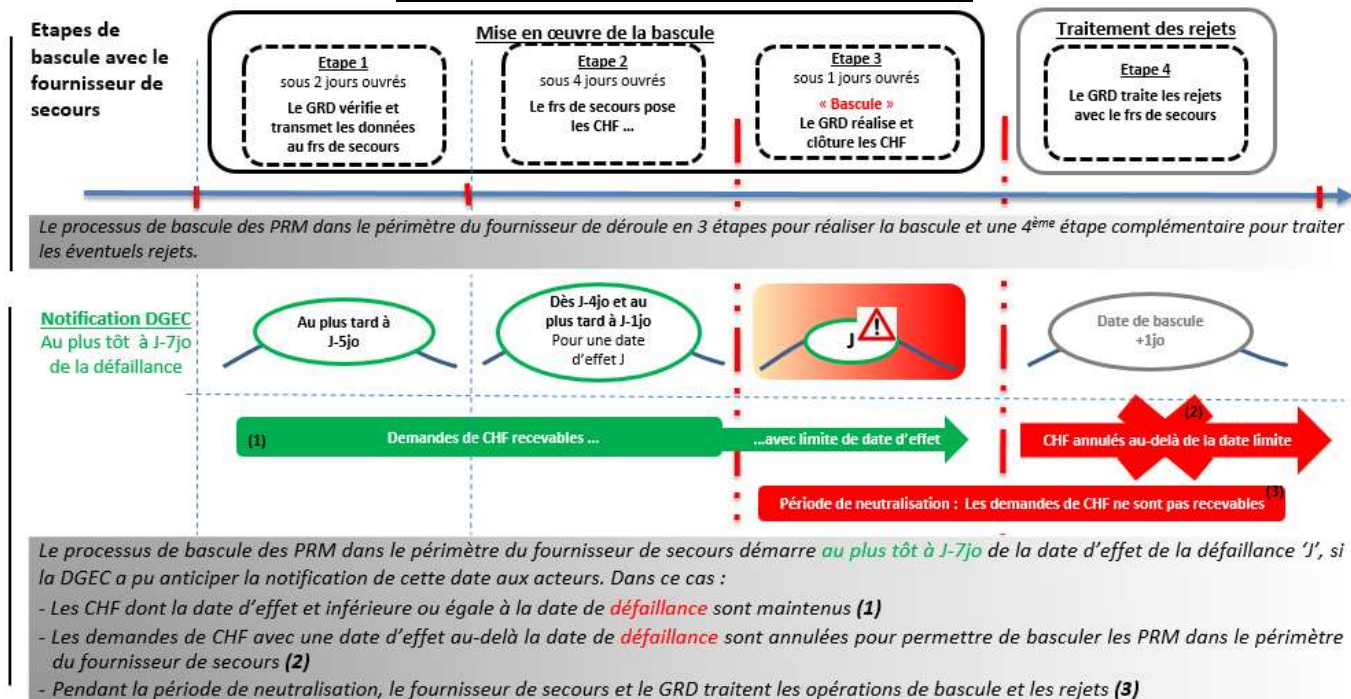 Etapes de
bascule avec le
fournisseur de
secours
Mise en œuvre de la bascule
Etape 1
sous 2 jours ouvrés
Le GRD vérifie et
transmet les données
au frs de secours
Etape 2
sous 4 jours ouvrés
Le frs de secours pose
les CHF ...
Etape 3
sous 1 jours ouvrés
« Bascule »
Le GRD réalise et
clôture les CHF
Traitement des rejets
Etape 4
Le GRD traite les rejets
avec le frs de secours
Le processus de bascule des PRM dans le périmètre du fournisseur de déroule en 3 étapes pour réaliser la bascule et une 4ème étape complémentaire pour traiter
les éventuels rejets.
Notification DGEC
Au plus tôt à J-7jo
de la défaillance
Au plus tard à
J-5jo
Dès J-4jo et au
plus tard à J-1jo
Pour une date
d'effet J
J
!
Date de bascule
+1jo
(1)
Demandes de CHF recevables ...
...avec limite de date d'effet
(2)
CHF annulés au-delà de la date limite
Période de neutralisation : Les demandes de CHF ne sont pas recevables
(3)
Le processus de bascule des PRM dans le périmètre du fournisseur de secours démarre au plus tôt à J-7jo de la date d'effet de la défaillance 'J', si
la DGEC a pu anticiper la notification de cette date aux acteurs. Dans ce cas :
- Les CHF dont la date d'effet et inférieure ou égale à la date de défaillance sont maintenus (1)
- Les demandes de CHF avec une date d'effet au-delà la date de défaillance sont annulées pour permettre de basculer les PRM dans le périmètre
du fournisseur de secours (2)
- Pendant la période de neutralisation, le fournisseur de secours et le GRD traitent les opérations de bascule et les rejets (3)